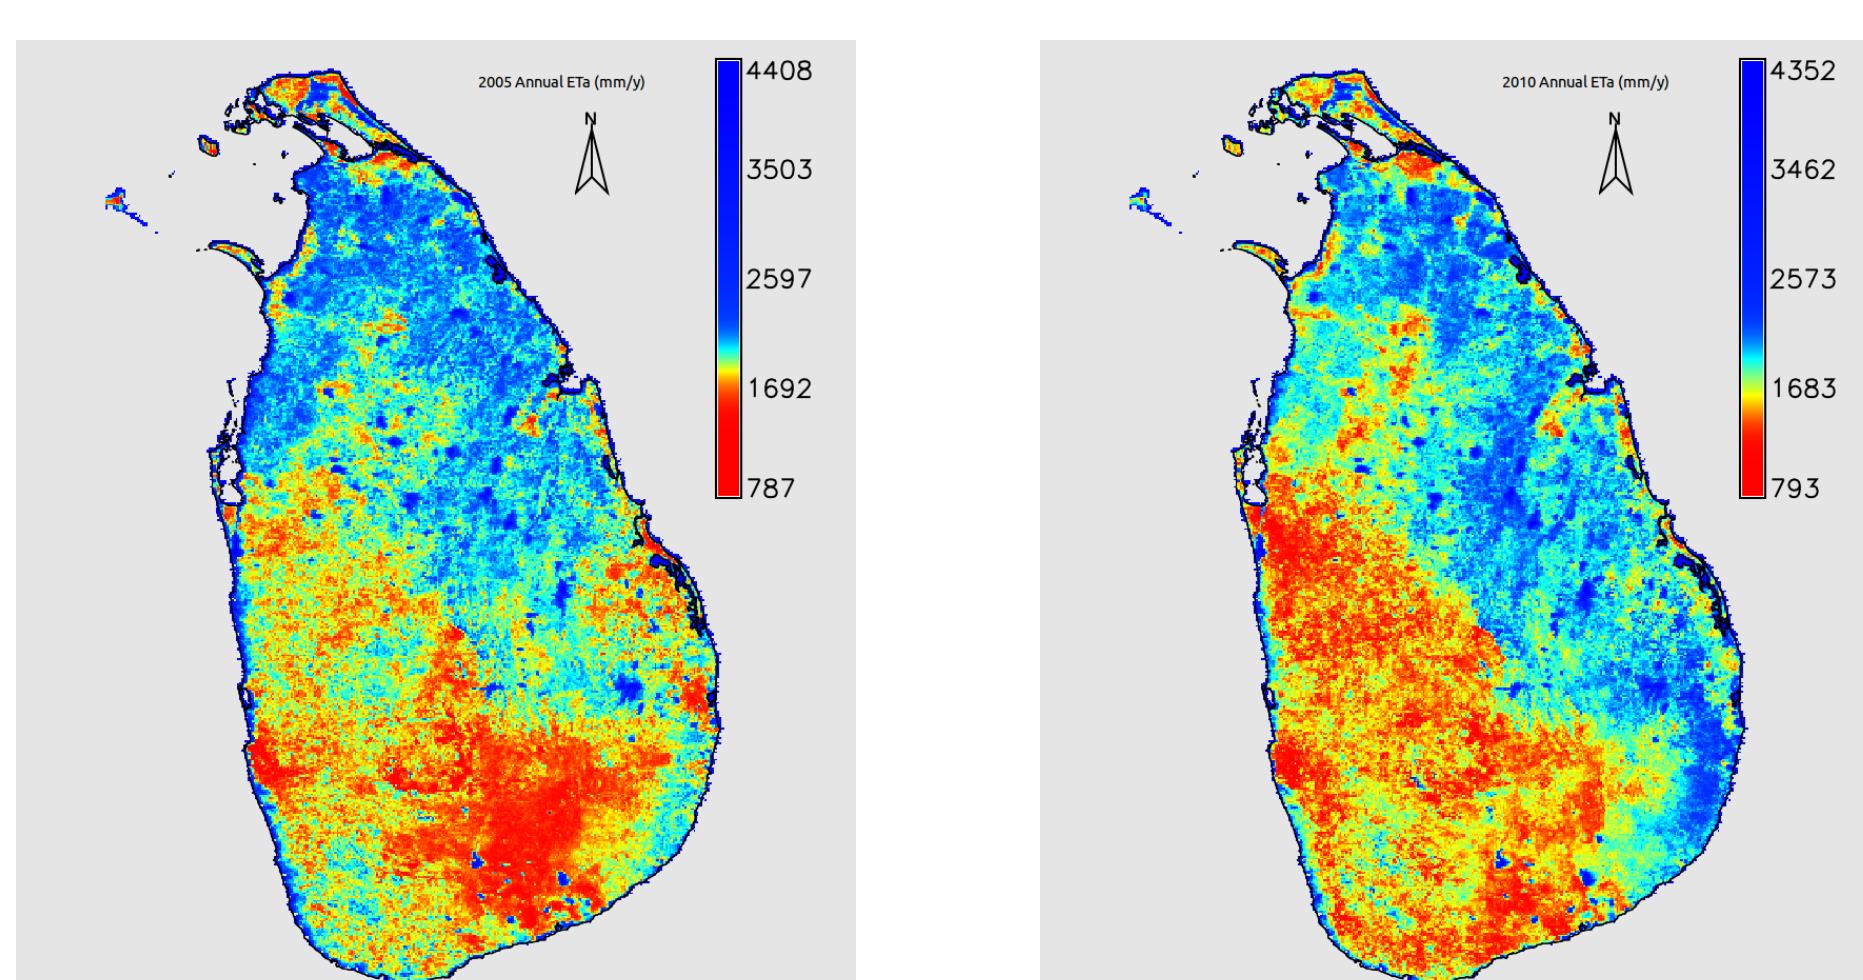 2005 Annual ETa (mm/y)
N
4408
3503
2597
1692
787
2010 Annual ETa (mm/y)
N
4352
3462
2573
1683
793